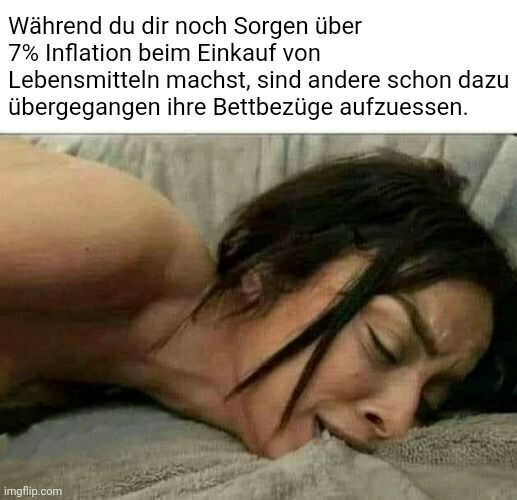 Während du dir noch Sorgen über
7% Inflation beim Einkauf von
Lebensmitteln machst, sind andere schon dazu
übergegangen ihre Bettbezüge aufzuessen.
imgflip.com